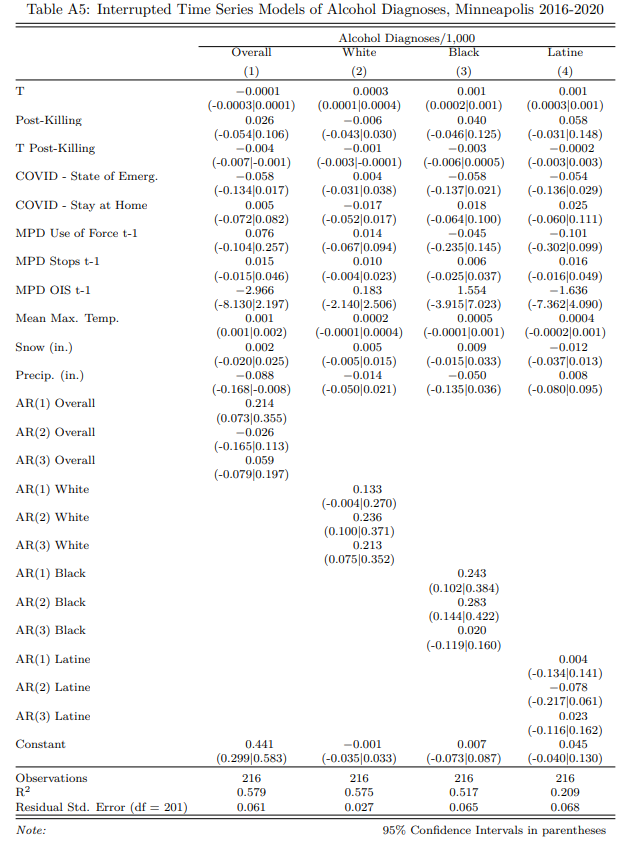 Table A5: Interrupted Time Series Models of Alcohol Diagnoses, Minneapolis 2016-2020
Alcohol Diagnoses/1,000
Overall White Black Latine
(1) (2) (3) (4)
T −0.0001 0.0003 0.001 0.001
(-0.0003|0.0001) (0.0001|0.0004) (0.0002|0.001) (0.0003|0.001)
Post-Killing 0.026 −0.006 0.040 0.058
(-0.054|0.106) (-0.043|0.030) (-0.046|0.125) (-0.031|0.148)
T Post-Killing −0.004 −0.001 −0.003 −0.0002
(-0.007|-0.001) (-0.003|-0.0001) (-0.006|0.0005) (-0.003|0.003)
COVID - State of Emerg. −0.058 0.004 −0.058 −0.054
(-0.134|0.017) (-0.031|0.038) (-0.137|0.021) (-0.136|0.029)
COVID - Stay at Home 0.005 −0.017 0.018 0.025
(-0.072|0.082) (-0.052|0.017) (-0.064|0.100) (-0.060|0.111)
MPD Use of Force t-1 0.076 0.014 −0.045 −0.101
(-0.104|0.257) (-0.067|0.094) (-0.235|0.145) (-0.302|0.099)
MPD Stops t-1 0.015 0.010 0.006 0.016
(-0.015|0.046) (-0.004|0.023) (-0.025|0.037) (-0.016|0.049)
MPD OIS t-1 −2.966 0.183 1.554 −1.636
(-8.130|2.197) (-2.140|2.506) (-3.915|7.023) (-7.362|4.090)
Mean Max. Temp. 0.001 0.0002 0.0005 0.0004
(0.001|0.002) (-0.0001|0.0004) (-0.0001|0.001) (-0.0002|0.001)
Snow (in.) 0.002 0.005 0.009 −0.012
(-0.020|0.025) (-0.005|0.015) (-0.015|0.033) (-0.037|0.013)
Precip. (in.) −0.088 −0.014 −0.050 0.008
(-0.168|-0.008) (-0.050|0.021) (-0.135|0.036) (-0.080|0.095)
AR(1) Overall 0.214
(0.073|0.355)
AR(2) Overall −0.026
(-0.165|0.113)
AR(3) Overall 0.059
(-0.079|0.197)
AR(1) White 0.133
(-0.004|0.270)
AR(2) White 0.236
(0.100|0.371)
AR(3) White 0.213
(0.075|0.352)
AR(1) Black 0.243
(0.102|0.384)
AR(2) Black 0.283
(0.144|0.422)
AR(3) Black 0.020
(-0.119|0.160)
AR(1) Latine 0.004
(-0.134|0.141)
AR(2) Latine −0.078
(-0.217|0.061)
AR(3) Latine 0.023
(-0.116|0.162)
Constant 0.441 −0.001 0.007 0.045
(0.299|0.583) (-0.035|0.033) (-0.073|0.087) (-0.040|0.130)
Observations 216 216 216 216
R² 0.579 0.575 0.517 0.209
Residual Std. Error (df = 201) 0.061 0.027 0.065 0.068
Note: 95% Confidence Intervals in parentheses